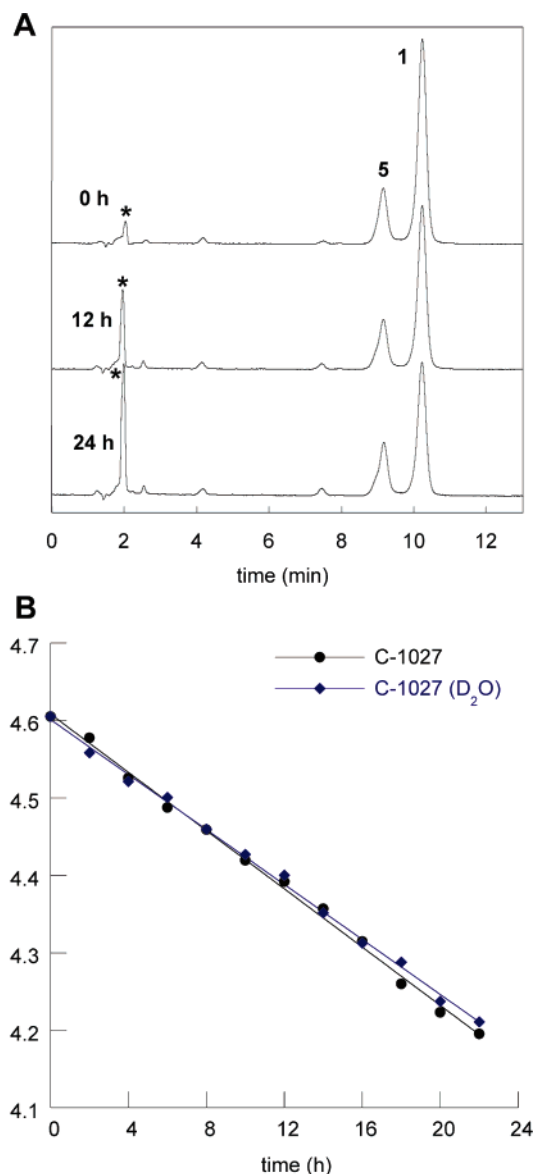 A
1
5
0 h
*
*
12 h
*
24 h
0 2 4 6 8 10 12
time (min)
B
4.7
C-1027
C-1027 (D₂O)
4.6
4.5
4.4
4.3
4.2
4.1
0 4 8 12 16 20 24
time (h)